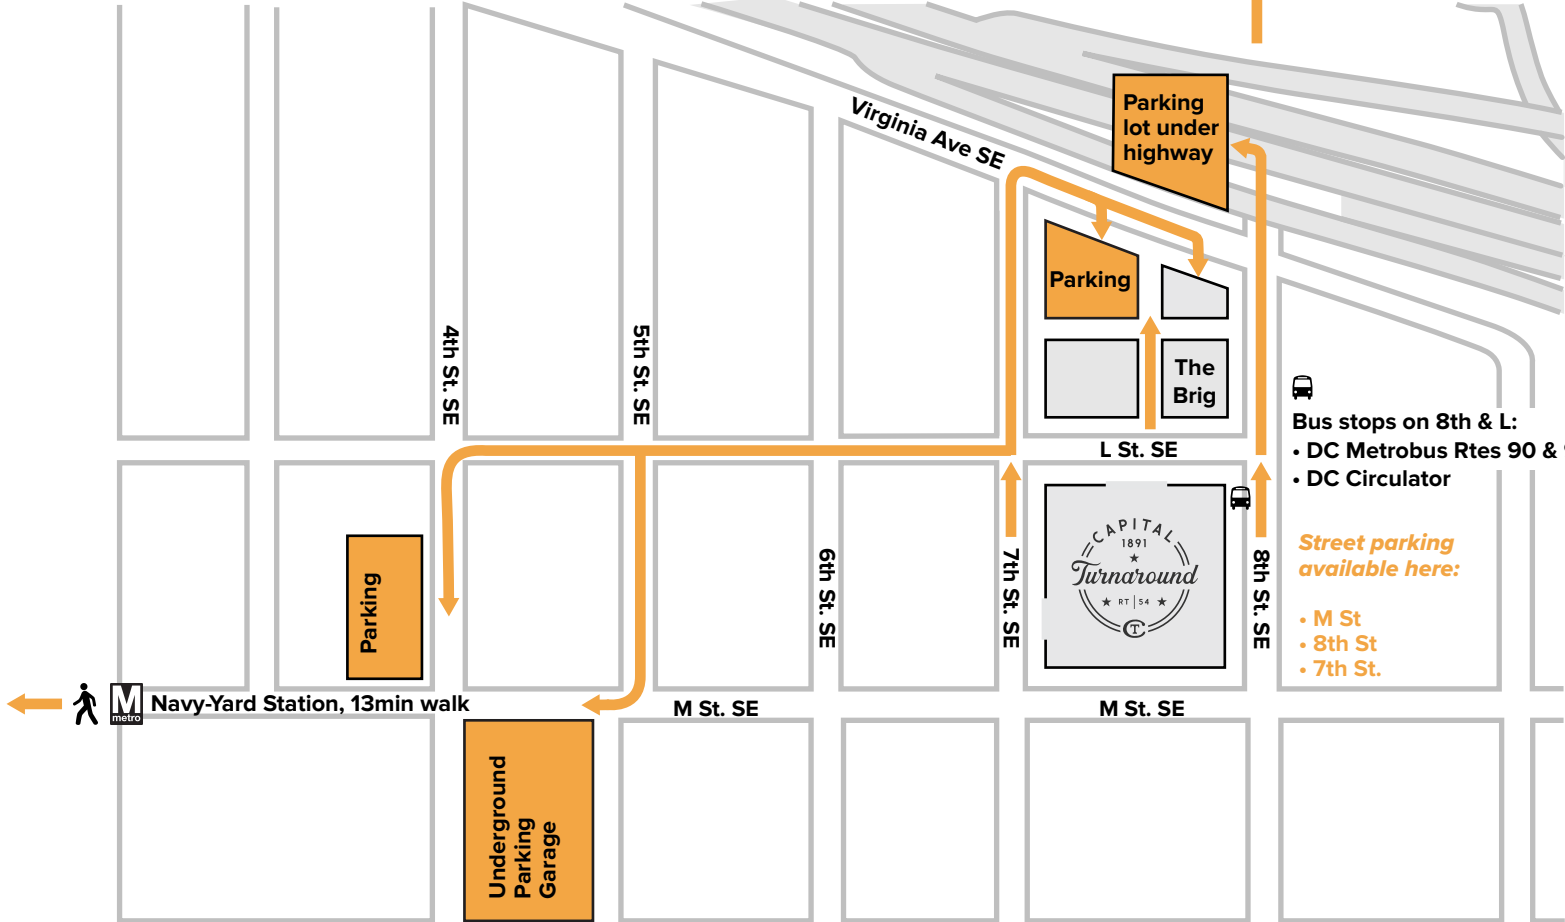 Parking
lot under
highway
Virginia Ave SE
Parking
4th St. SE
5th St. SE
The
Brig
Bus stops on 8th & L:
• DC Metrobus Rtes 90 &
• DC Circulator
L St. SE
CAPITAL
1891
Turnaround
RT 54
CT
6th St. SE
7th St. SE
8th St. SE
Street parking
available here:
• M St
• 8th St
• 7th St.
Parking
M
metro
Navy-Yard Station, 13min walk
M St. SE
M St. SE
Underground
Parking
Garage